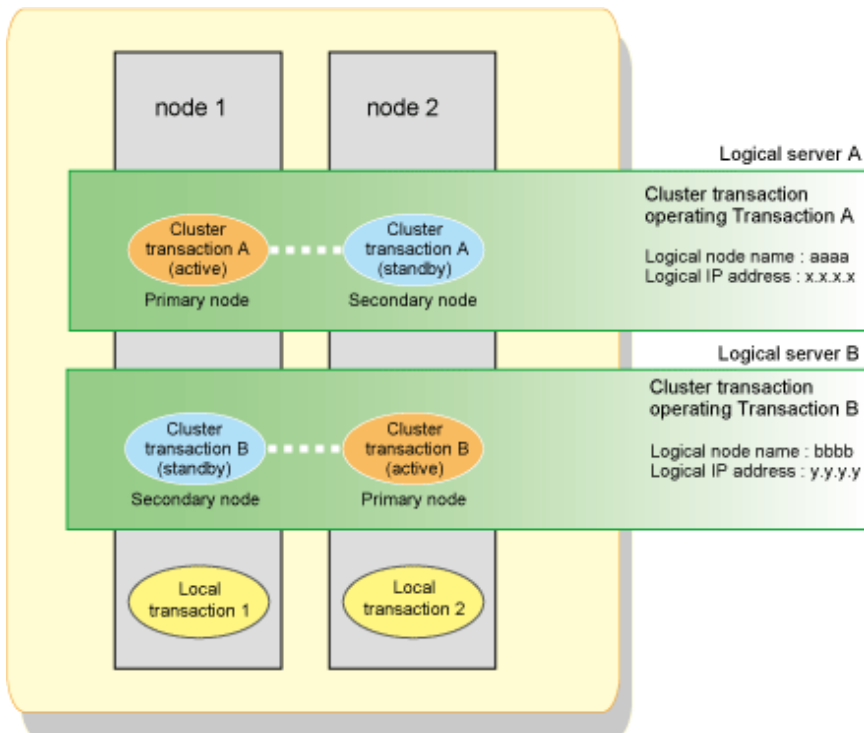 node 1
node 2
Logical server A
Cluster transaction
operating Transaction A
Logical node name : aaaa
Logical IP address : x.x.x.x
Cluster
transaction A
(active)
Primary node
Cluster
transaction A
(standby)
Secondary node
Logical server B
Cluster transaction
operating Transaction B
Logical node name : bbbb
Logical IP address : y.y.y.y
Cluster
transaction B
(standby)
Secondary node
Cluster
transaction B
(active)
Primary node
Local
transaction 1
Local
transaction 2